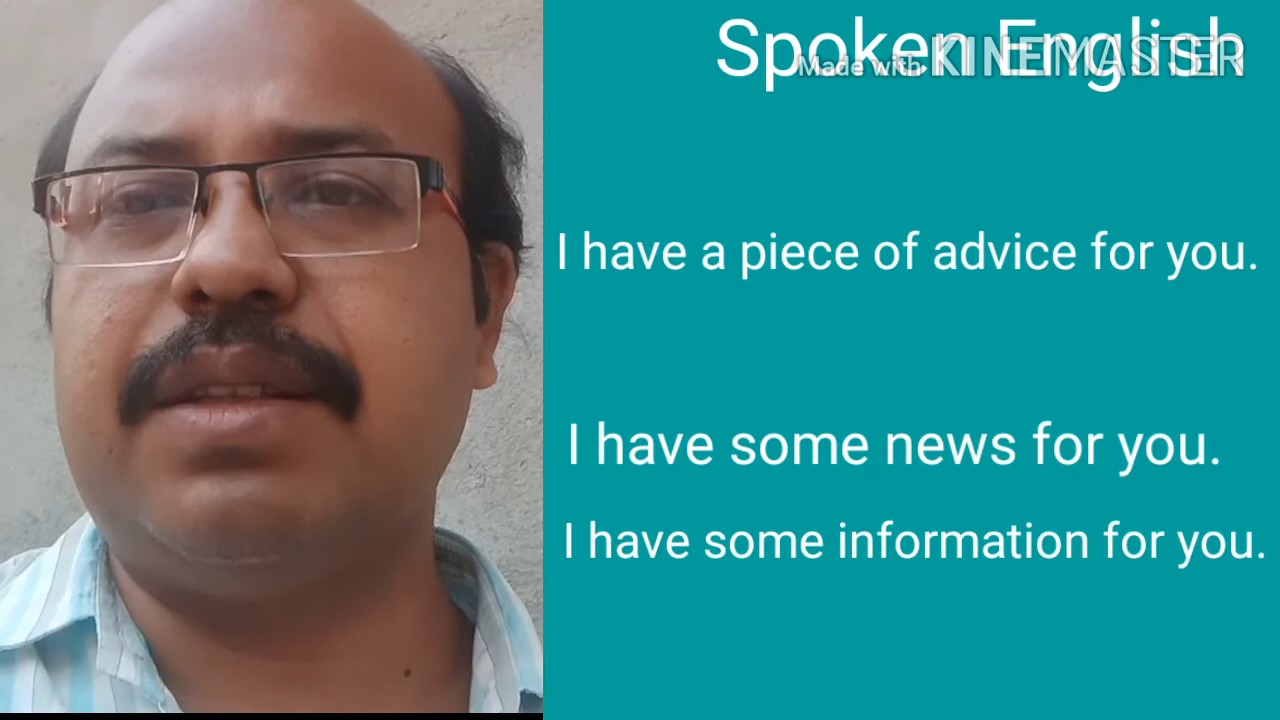 Spoken English
Made with KINEMASTER
I have a piece of advice for you.
I have some news for you.
I have some information for you.